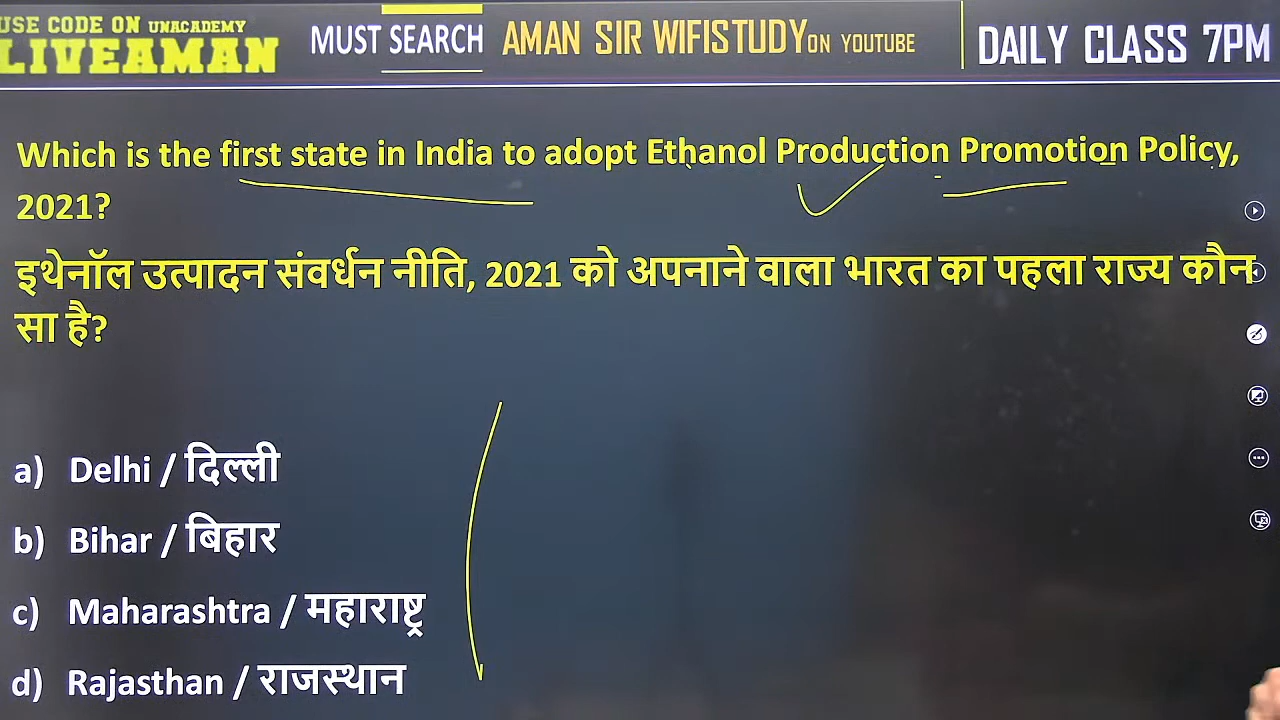 USE CODE ON UNACADEMY
LIVEAMAN
MUST SEARCH AMAN SIR WIFISTUDY ON YOUTUBE
DAILY CLASS 7PM
Which is the first state in India to adopt Ethanol Production Promotion Policy,
2021?
इथेनॉल उत्पादन संवर्धन नीति, 2021 को अपनाने वाला भारत का पहला राज्य कौन
सा है?
a) Delhi / दिल्ली
b) Bihar / बिहार
c) Maharashtra / महाराष्ट्र
d) Rajasthan / राजस्थान